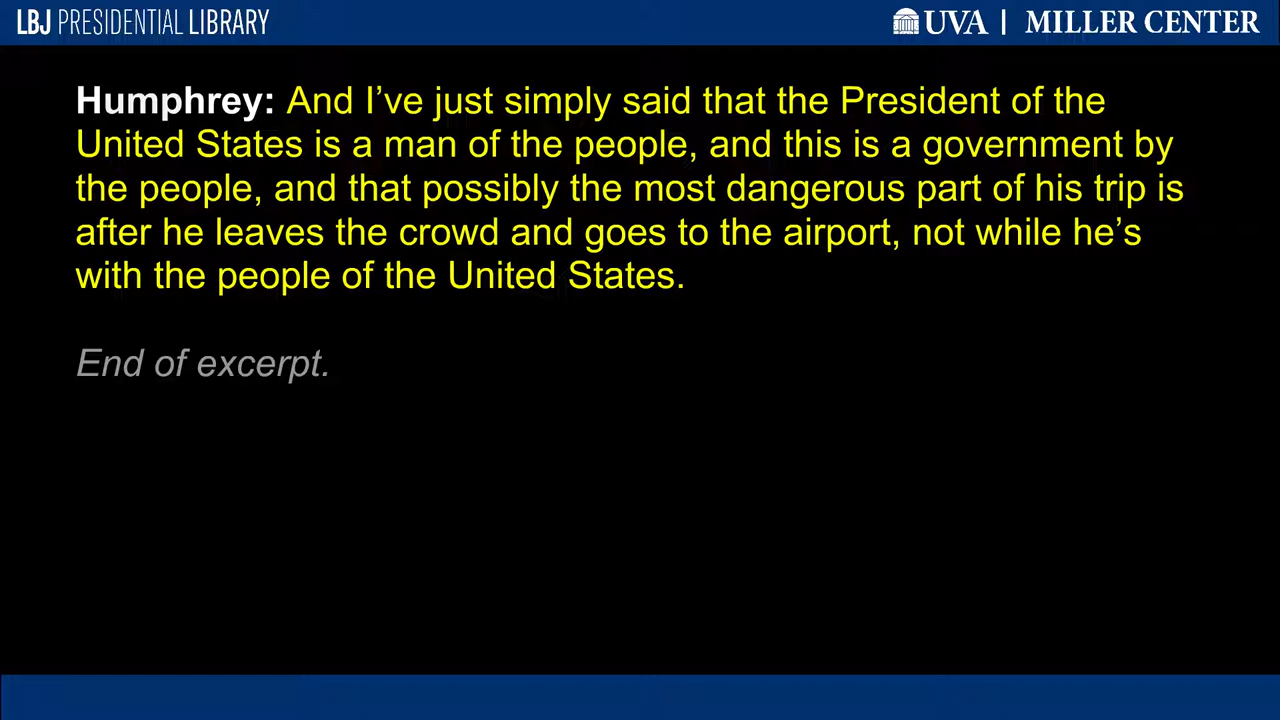 LBJ PRESIDENTIAL LIBRARY
UVA | MILLER CENTER
Humphrey: And I’ve just simply said that the President of the
United States is a man of the people, and this is a government by
the people, and that possibly the most dangerous part of his trip is
after he leaves the crowd and goes to the airport, not while he’s
with the people of the United States.
End of excerpt.